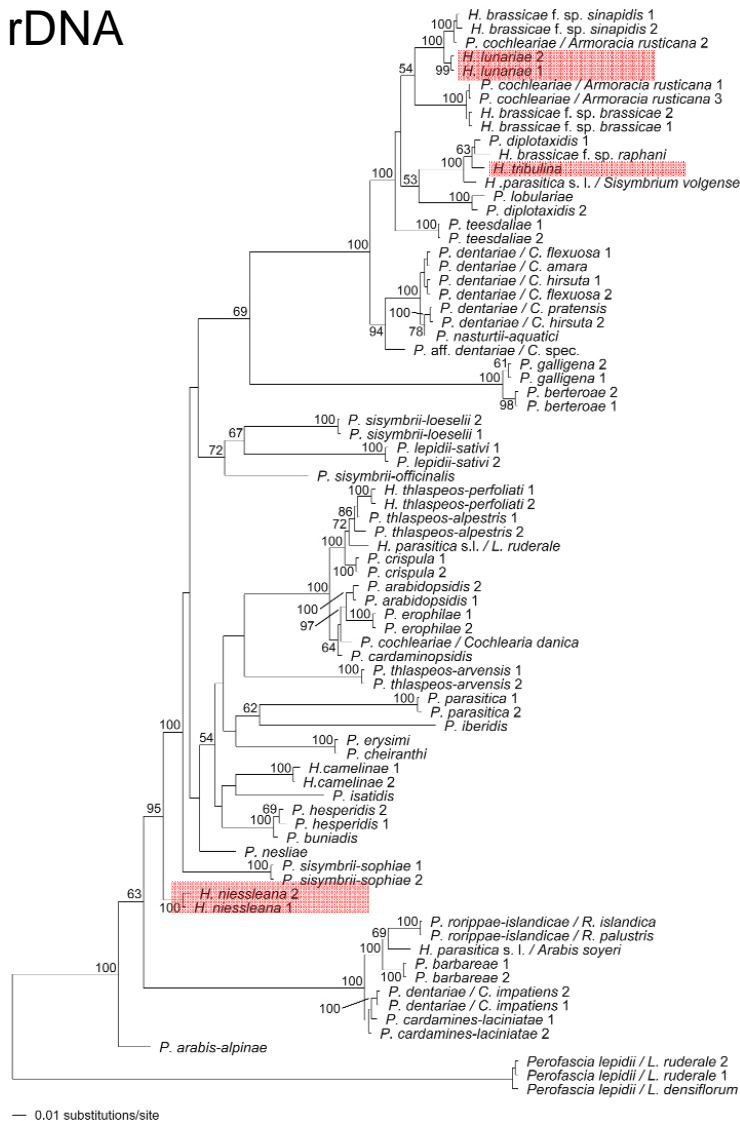 rDNA
H. brassicae f. sp. sinapidis 1
H. brassicae f. sp. sinapidis 2
100
100
P. cochleariae / Armoracia rusticana 2
H. lunariae 2
54
99
H. lunariae 1
P. cochleariae / Armoracia rusticana 1
100
P. cochleariae / Armoracia rusticana 3
H. brassicae f. sp. brassicae 2
H. brassicae f. sp. brassicae 1
P. diplotaxidis 1
63
H. brassicae f. sp. raphani
100
H. tribulina
100
53
H .parasitica s. l. / Sisymbrium volgense
100
P. lobulariae
P. diplotaxidis 2
100
P. teesdaliae 1
P. teesdaliae 2
100
P. dentariae / C. flexuosa 1
P. dentariae / C. amara
P. dentariae / C. hirsuta 1
100
P. dentariae / C. flexuosa 2
69
100
P. dentariae / C. pratensis
P. dentariae / C. hirsuta 2
94
78
P. nasturtii-aquatici
P. aff. dentariae / C. spec.
61
P. galligena 2
100
P. galligena 1
P. berteroae 2
98
P. berteroae 1
100
P. sisymbrii-loeselii 2
67
P. sisymbrii-loeselii 1
72
100
P. lepidii-sativi 1
P. lepidii-sativi 2
P. sisymbrii-officinalis
100
H. thlaspeos-perfoliati 1
H. thlaspeos-perfoliati 2
86
P. thlaspeos-alpestris 1
72
P. thlaspeos-alpestris 2
100
H. parasitica s.l. / L. ruderale
P. crispula 1
100
P. crispula 2
100
P. arabidopsidis 2
100
P. arabidopsidis 1
97
100
P. erophilae 1
P. erophilae 2
64
P. cochleariae / Cochlearia danica
P. cardaminopsidis
100
P. thlaspeos-arvensis 1
P. thlaspeos-arvensis 2
100
P. parasitica 1
62
P. parasitica 2
P. iberidis
100
54
100
P. erysimi
P. cheiranthi
100
H.camelinae 1
H.camelinae 2
P. isatidis
95
69
P. hesperidis 2
100
P. hesperidis 1
P. buniadis
P. nesliae
100
P. sisymbrii-sophiae 1
P. sisymbrii-sophiae 2
63
H. niessleana 2
100
H. niessleana 1
100
P. rorippae-islandicae / R. islandica
69
P. rorippae-islandicae / R. palustris
100
H. parasitica s. l. / Arabis soyeri
100
P. barbareae 1
100
100
P. barbareae 2
P. dentariae / C. impatiens 2
100
P. dentariae / C. impatiens 1
P. cardamines-laciniatae 1
P. cardamines-laciniatae 2
P. arabis-alpinae
Perofascia lepidii / L. ruderale 2
Perofascia lepidii / L. ruderale 1
Perofascia lepidii / L. densiflorum
0.01 substitutions/site